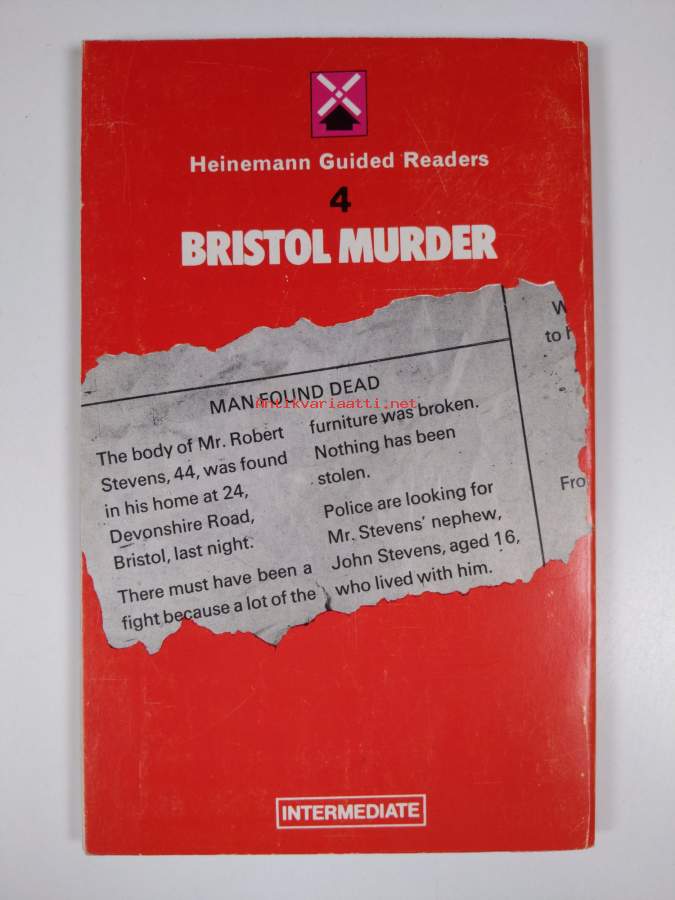 Heinemann Guided Readers
4
BRISTOL MURDER
MAN FOUND DEAD
Antikvariaatti.net
The body of Mr. Robert
Stevens, 44, was found
in his home at 24,
Devonshire Road,
Bristol, last night.
There must have been a
fight because a lot of the
furniture was broken.
Nothing has been
stolen.
Police are looking for
Mr. Stevens' nephew,
John Stevens, aged 16,
who lived with him.
W
to h
Fro
INTERMEDIATE